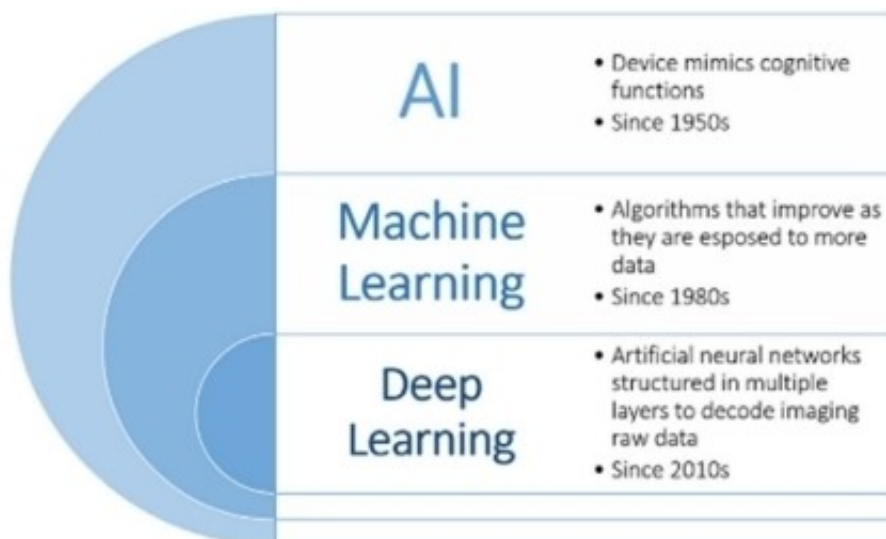 AI
• Device mimics cognitive
functions
• Since 1950s
Machine
Learning
• Algorithms that improve as
they are esposed to more
data
• Since 1980s
Deep
Learning
• Artificial neural networks
structured in multiple
layers to decode imaging
raw data
• Since 2010s